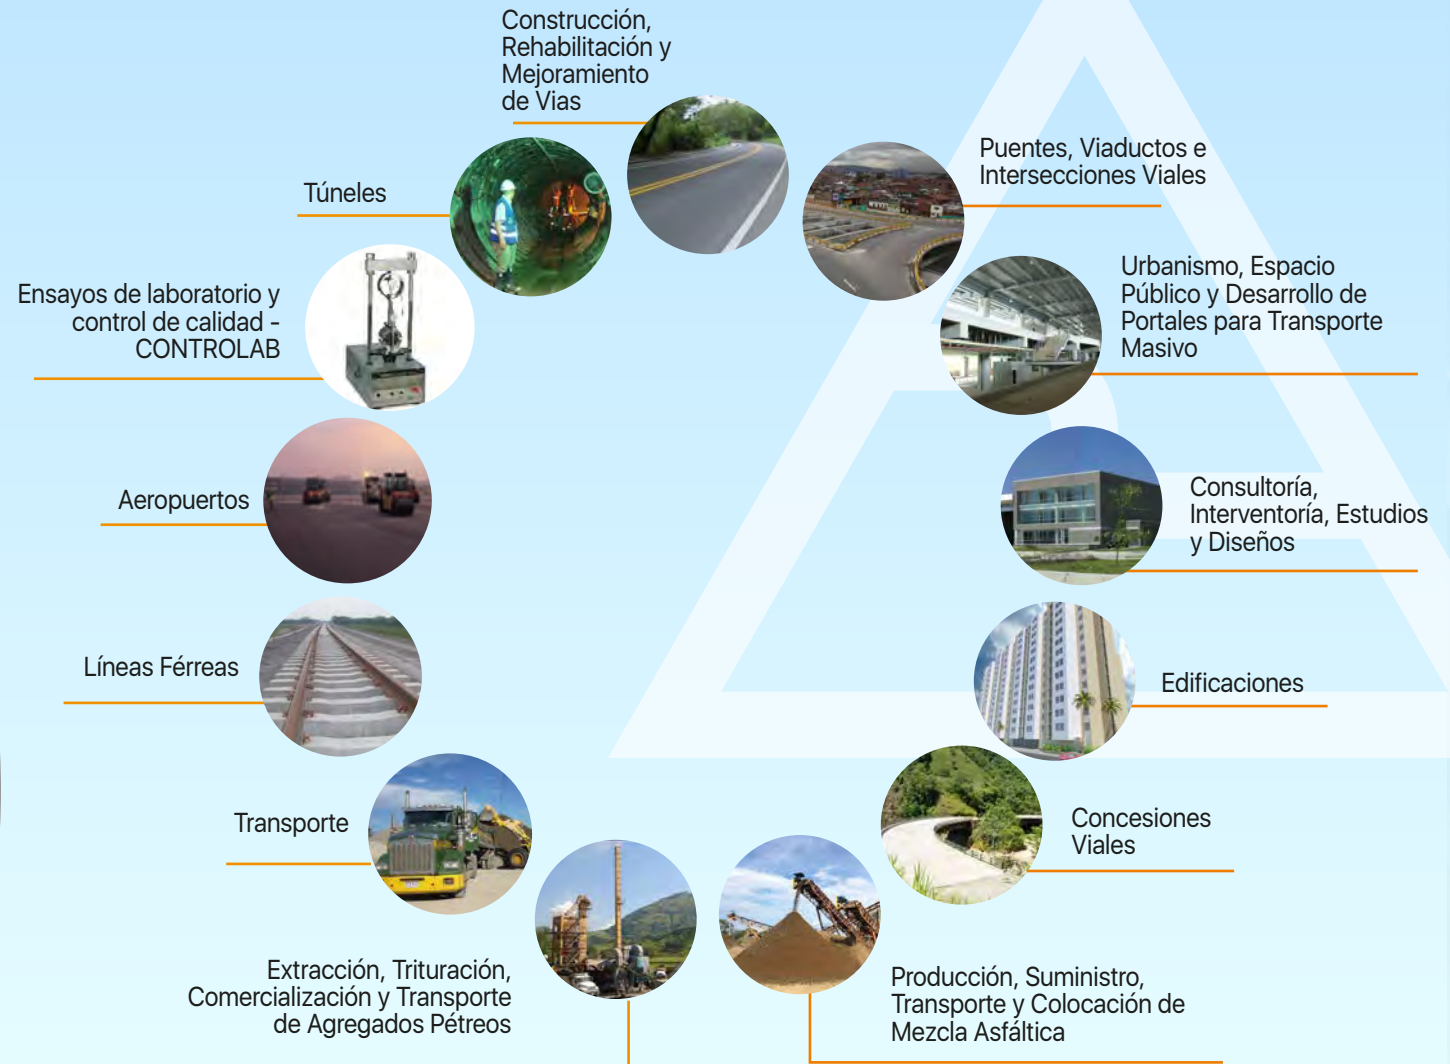 Construcción,
Rehabilitación y
Mejoramiento
de Vias
Puentes, Viaductos e
Intersecciones Viales
Túneles
Urbanismo, Espacio
Público y Desarrollo de
Portales para Transporte
Masivo
Ensayos de laboratorio y
control de calidad -
CONTROLAB
Consultoría,
Interventoría, Estudios
y Diseños
Aeropuertos
Líneas Férreas
Edificaciones
Transporte
Concesiones
Viales
Extracción, Trituración,
Comercialización y Transporte
de Agregados Pétreos
Producción, Suministro,
Transporte y Colocación de
Mezcla Asfáltica